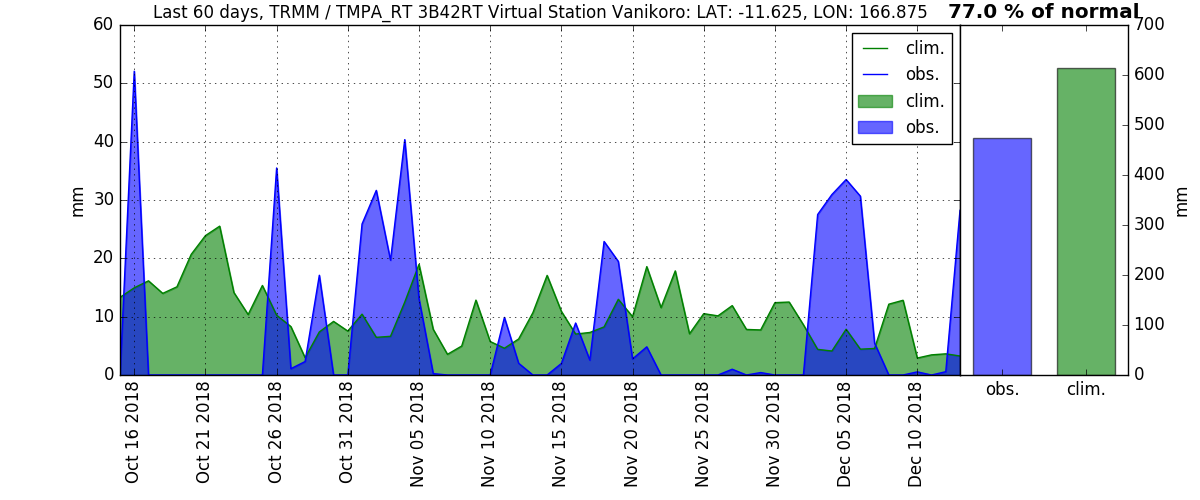 Last 60 days, TRMM / TMPA_RT 3B42RT Virtual Station Vanikoro: LAT: -11.625, LON: 166.875
77.0 % of normal
60
50
40
30
20
10
0
mm
clim.
obs.
clim.
obs.
700
600
500
400
300
200
100
0
mm
obs.
clim.
Oct 16 2018
Oct 21 2018
Oct 26 2018
Oct 31 2018
Nov 05 2018
Nov 10 2018
Nov 15 2018
Nov 20 2018
Nov 25 2018
Nov 30 2018
Dec 05 2018
Dec 10 2018